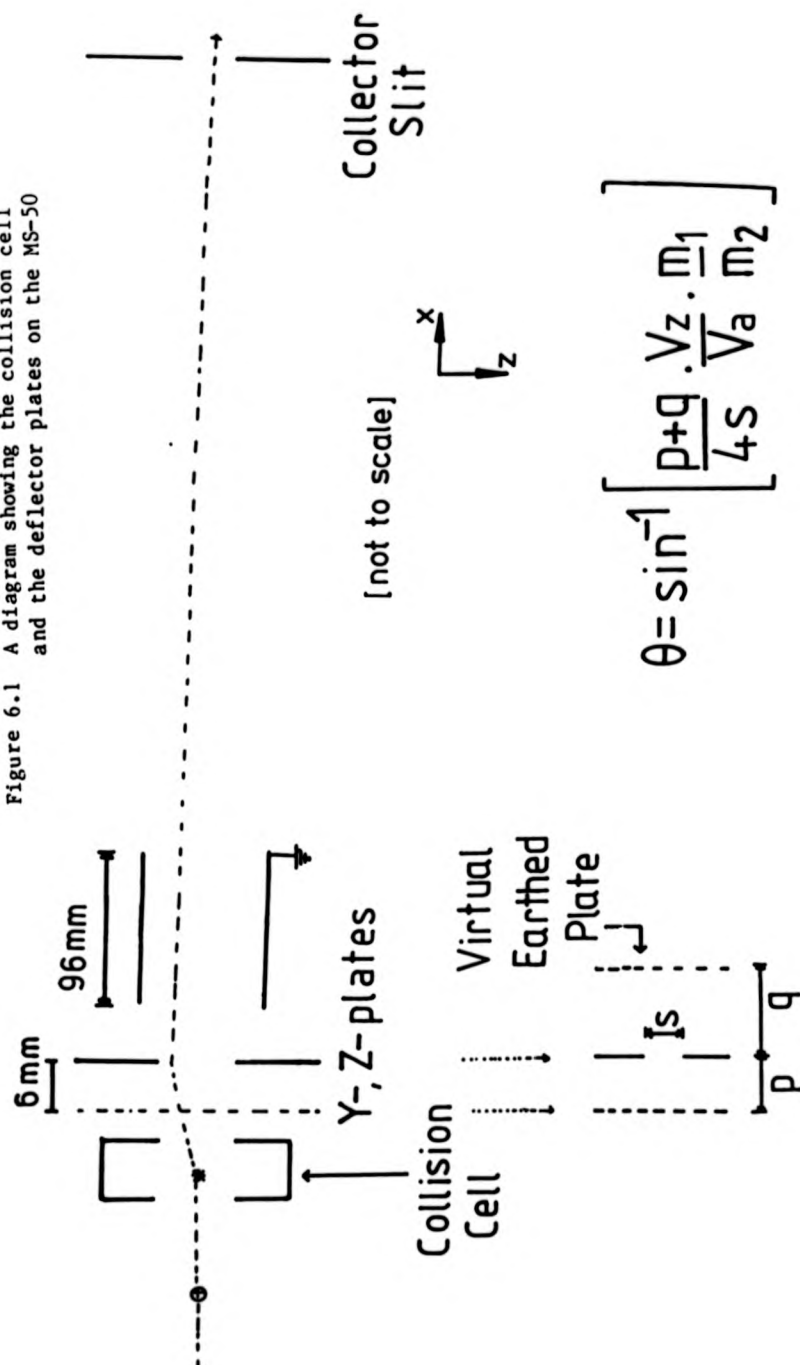 Figure 6.1 A diagram showing the collision cell
and the deflector plates on the MS-50
6mm
96mm
Collision
Cell
Y-, Z-plates
Collector
Slit
[not to scale]
x
z
Virtual
Earthed
Plate
s
p
q
θ = sin⁻¹ [ p+q/4s . Vz/Va . m1/m2 ]